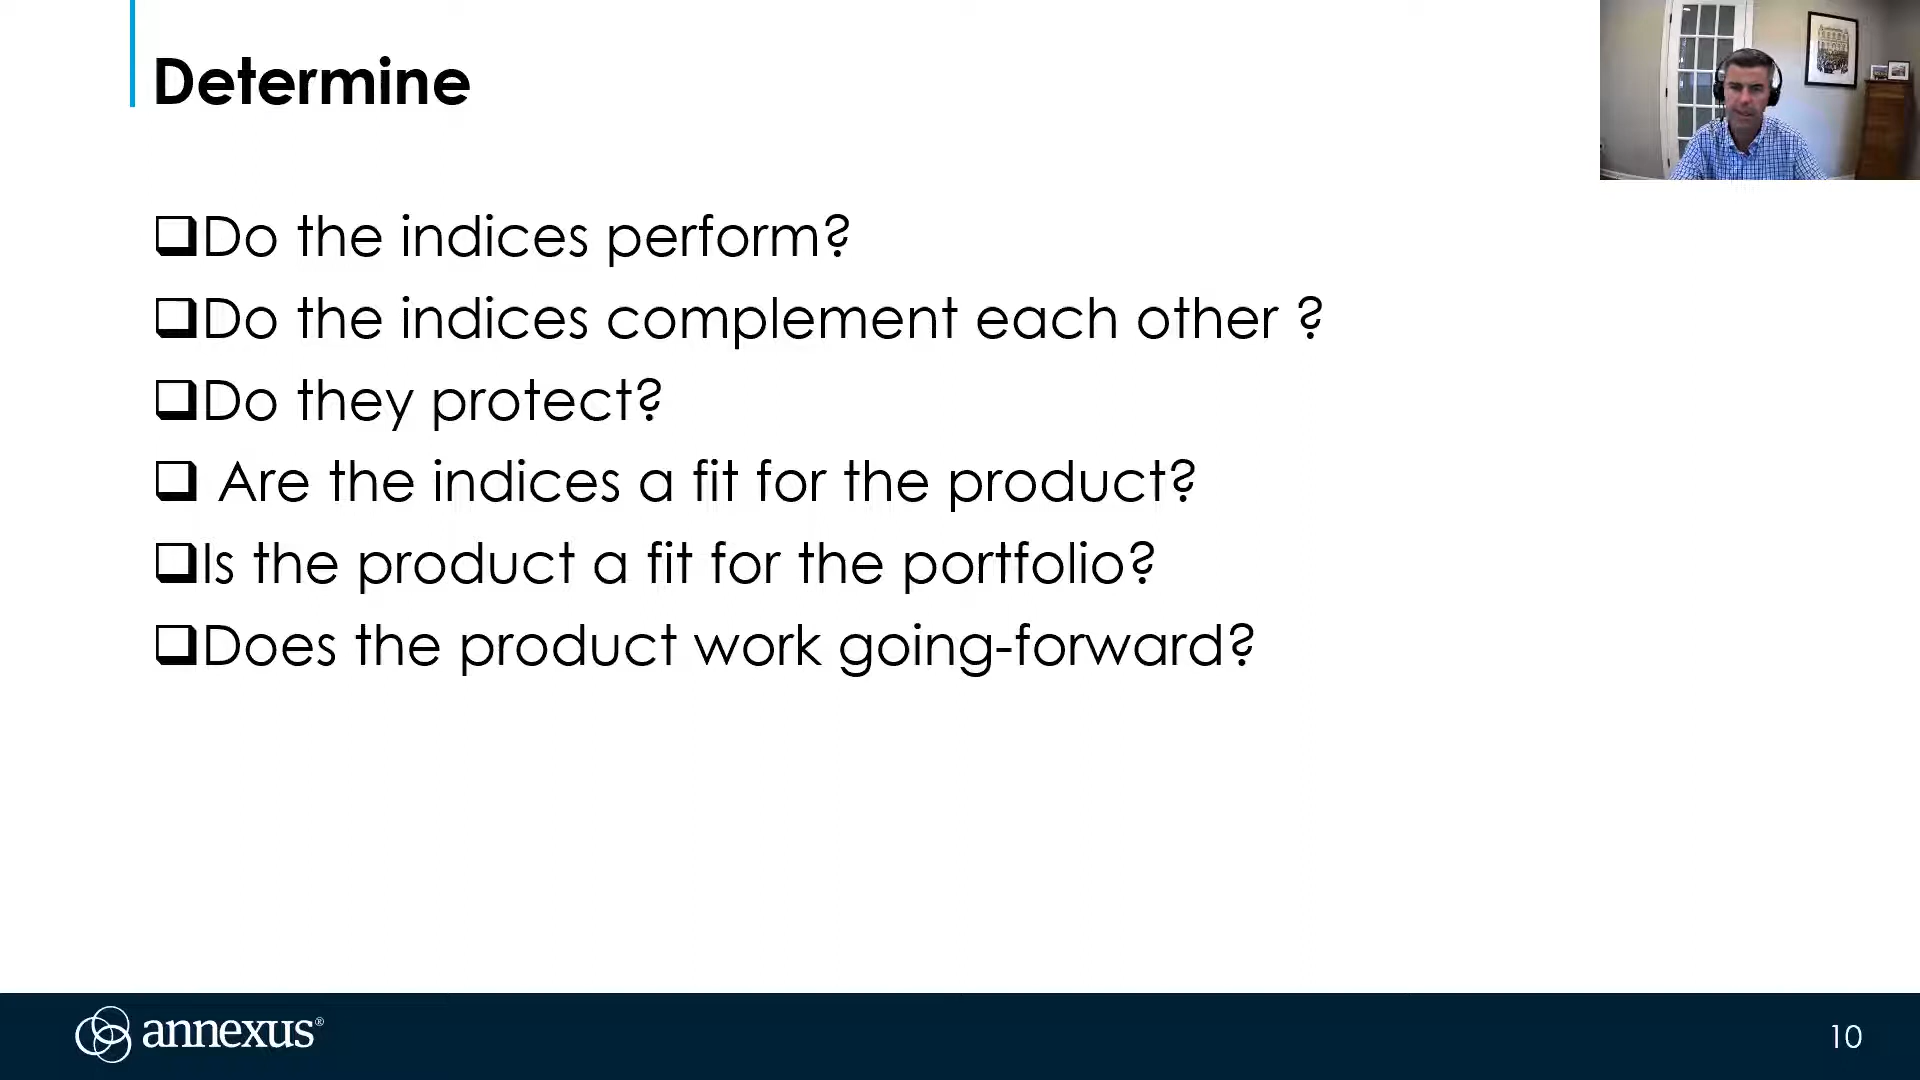 Determine
Do the indices perform?
Do the indices complement each other ?
Do they protect?
Are the indices a fit for the product?
Is the product a fit for the portfolio?
Does the product work going-forward?
annexus®
10